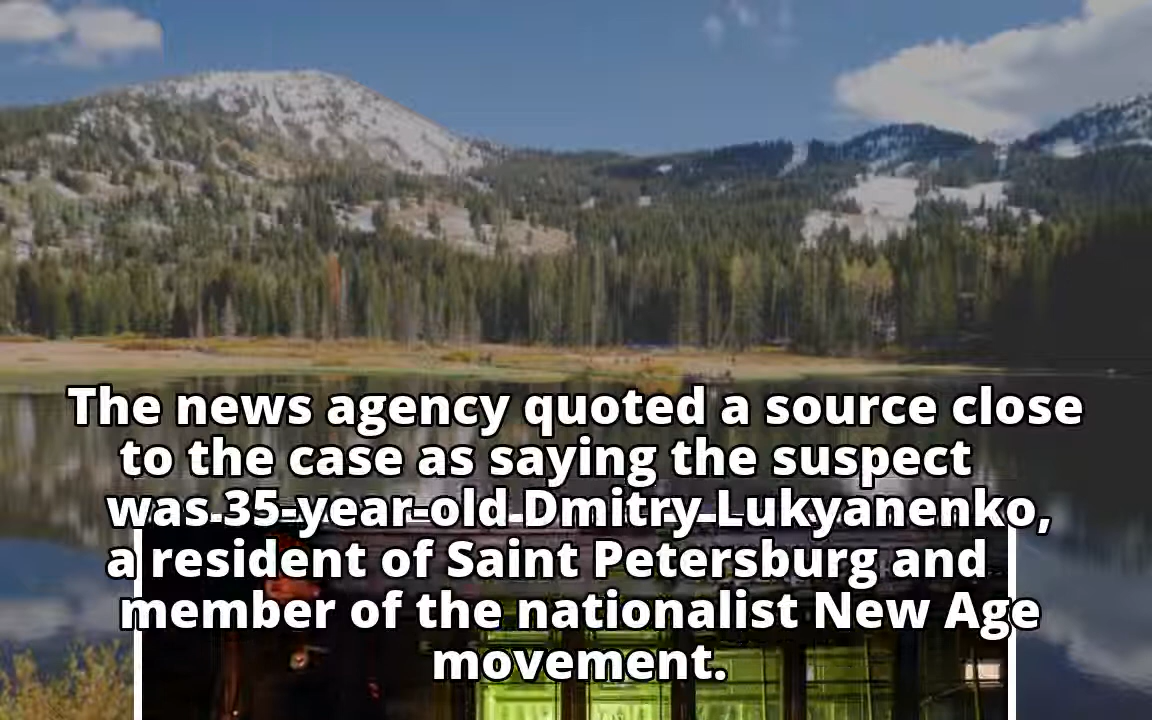 The news agency quoted a source close
to the case as saying the suspect
was 35-year-old Dmitry Lukyanenko,
a resident of Saint Petersburg and
member of the nationalist New Age
movement.